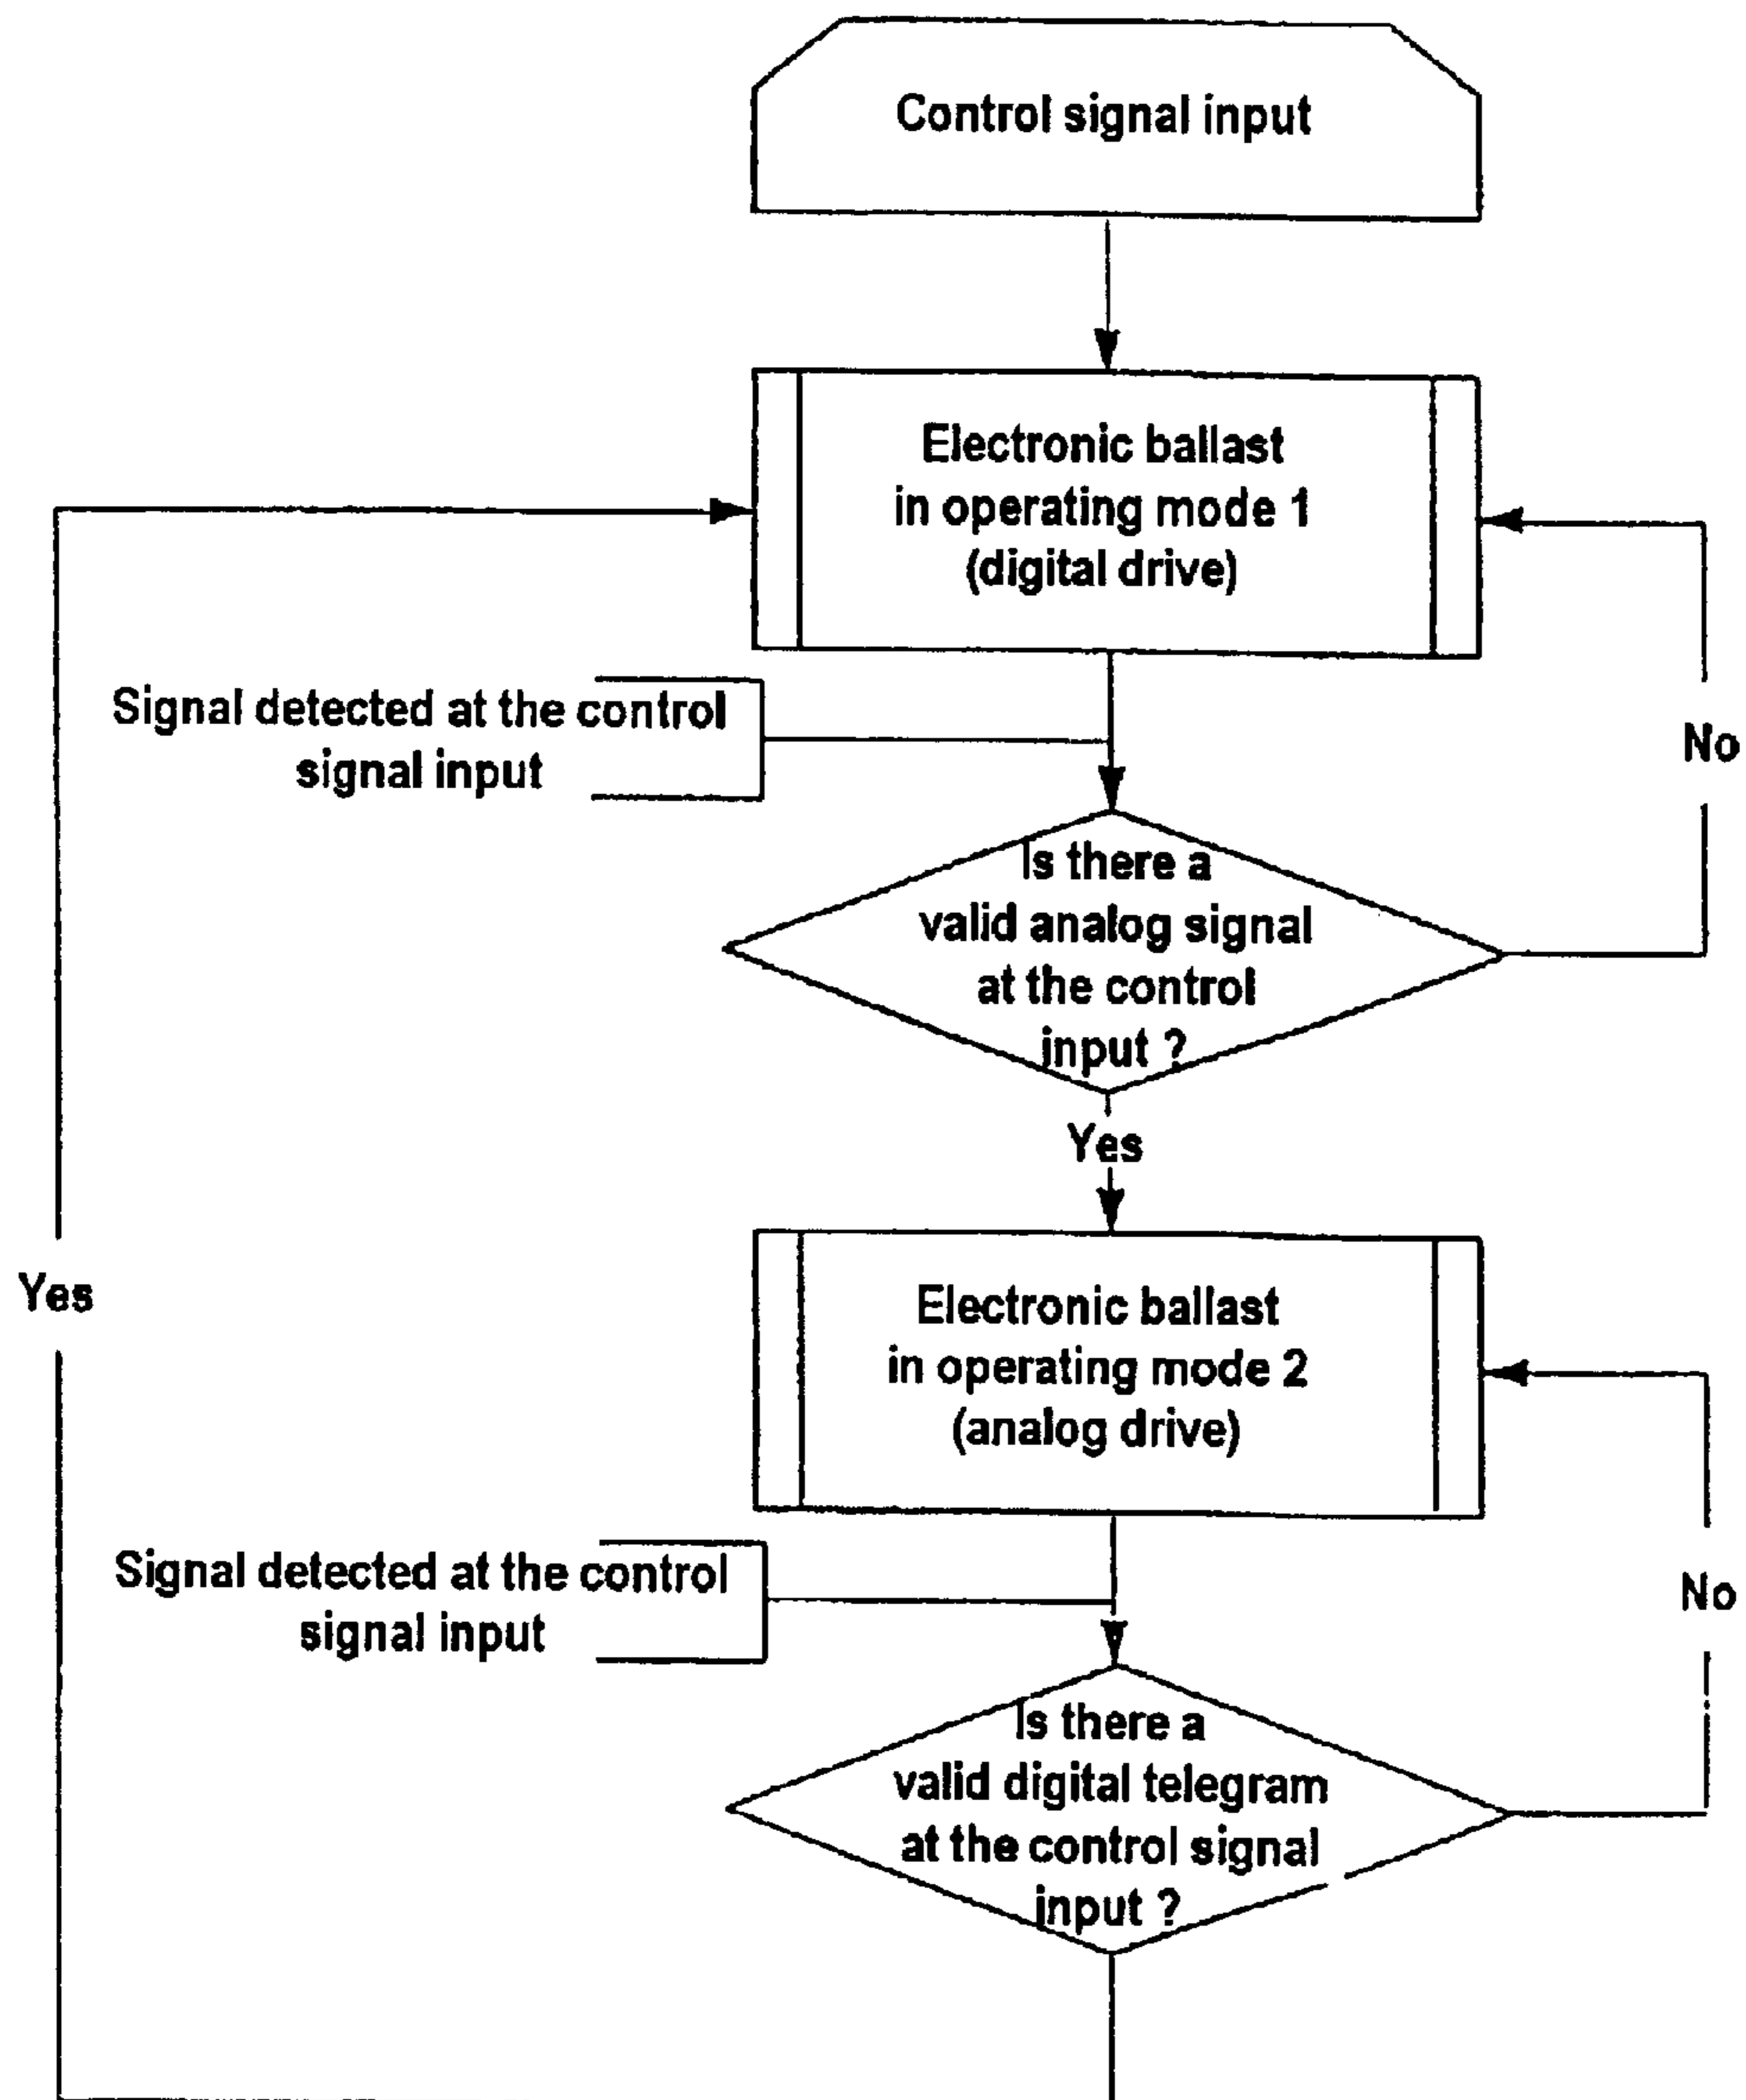 Control signal input
Electronic ballast
in operating mode 1
(digital drive)
Signal detected at the control
signal input
No
Is there a
valid analog signal
at the control
input ?
Yes
Electronic ballast
in operating mode 2
(analog drive)
Yes
Signal detected at the control
signal input
No
Is there a
valid digital telegram
at the control signal
input ?